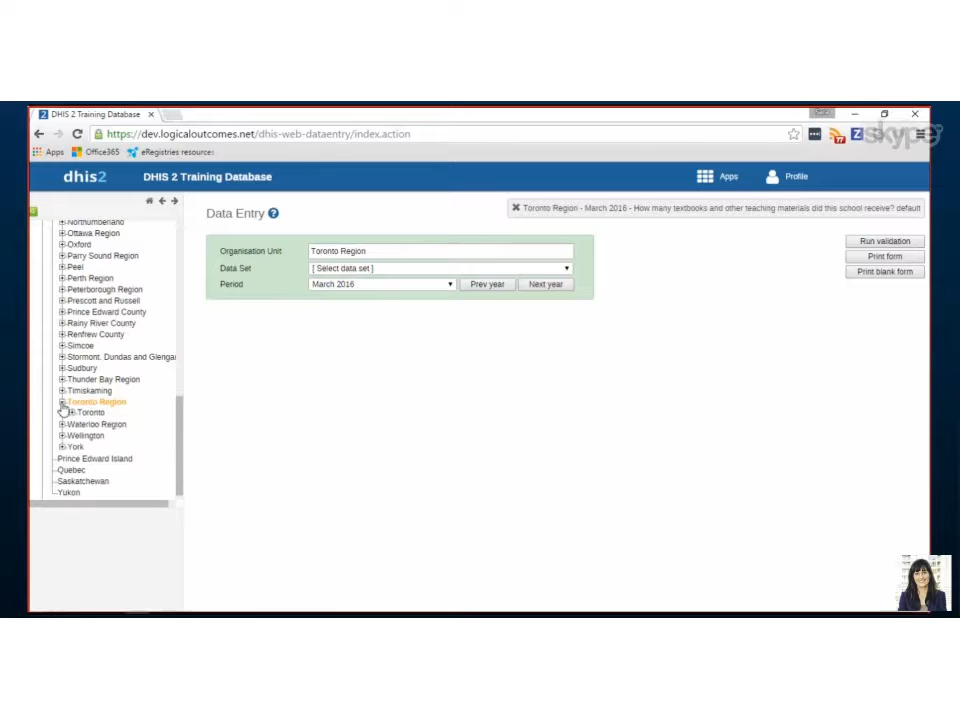 DHIS 2 Training Database
https://dev.logicaloutcomes.net/dhis-web-dataentry/index.action
skype
Apps Office365 eRegistries resources
dhis2 DHIS 2 Training Database Apps Profile
Data Entry
Toronto Region - March 2016 - How many textbooks and other teaching materials did this school receive? default
Organisation Unit Toronto Region
Data Set [ Select data set ]
Period March 2016 Prev year Next year
Run validation
Print form
Print blank form
Northumberland
Ottawa Region
Oxford
Parry Sound Region
Peel
Perth Region
Peterborough Region
Prescott and Russell
Prince Edward County
Rainy River County
Renfrew County
Simcoe
Stormont, Dundas and Glengar
Sudbury
Thunder Bay Region
Timiskaming
Toronto Region
Toronto
Waterloo Region
Wellington
York
Prince Edward Island
Quebec
Saskatchewan
Yukon